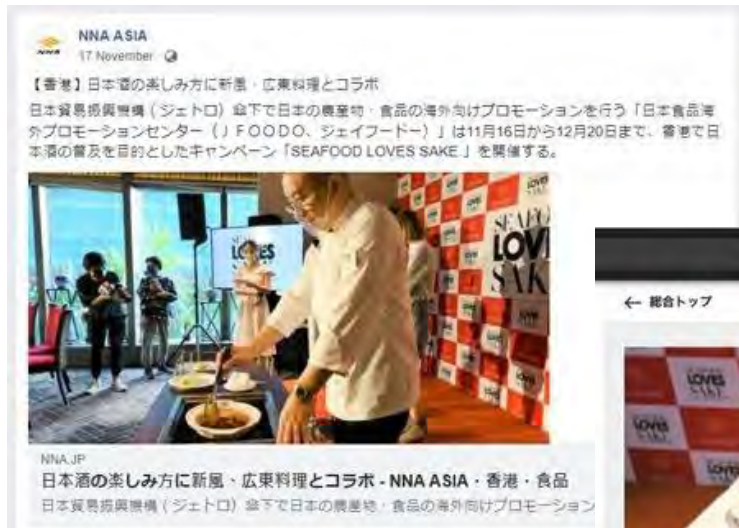 NNA ASIA
17 November
【香港】日本酒の楽しみ方に新風・広東料理とコラボ
日本貿易振興機構（ジェトロ）傘下で日本の農産物・食品の海外向けプロモーションを行う「日本食品海
外プロモーションセンター（ＪＦＯＯＤＯ、ジェイフードー）」は11月16日から12月20日まで、香港で日
本酒の普及を目的としたキャンペーン「SEAFOOD LOVES SAKE 」を開催する。
LOVES
SEAFO
LOV
SAK
← 総合トップ
LOVES
SAKE
LOVES
NNA.JP
日本酒の楽しみ方に新風、広東料理とコラボ - NNA ASIA・香港・食品
日本貿易振興機構（ジェトロ）傘下で日本の農産物・食品の海外向けプロモーション